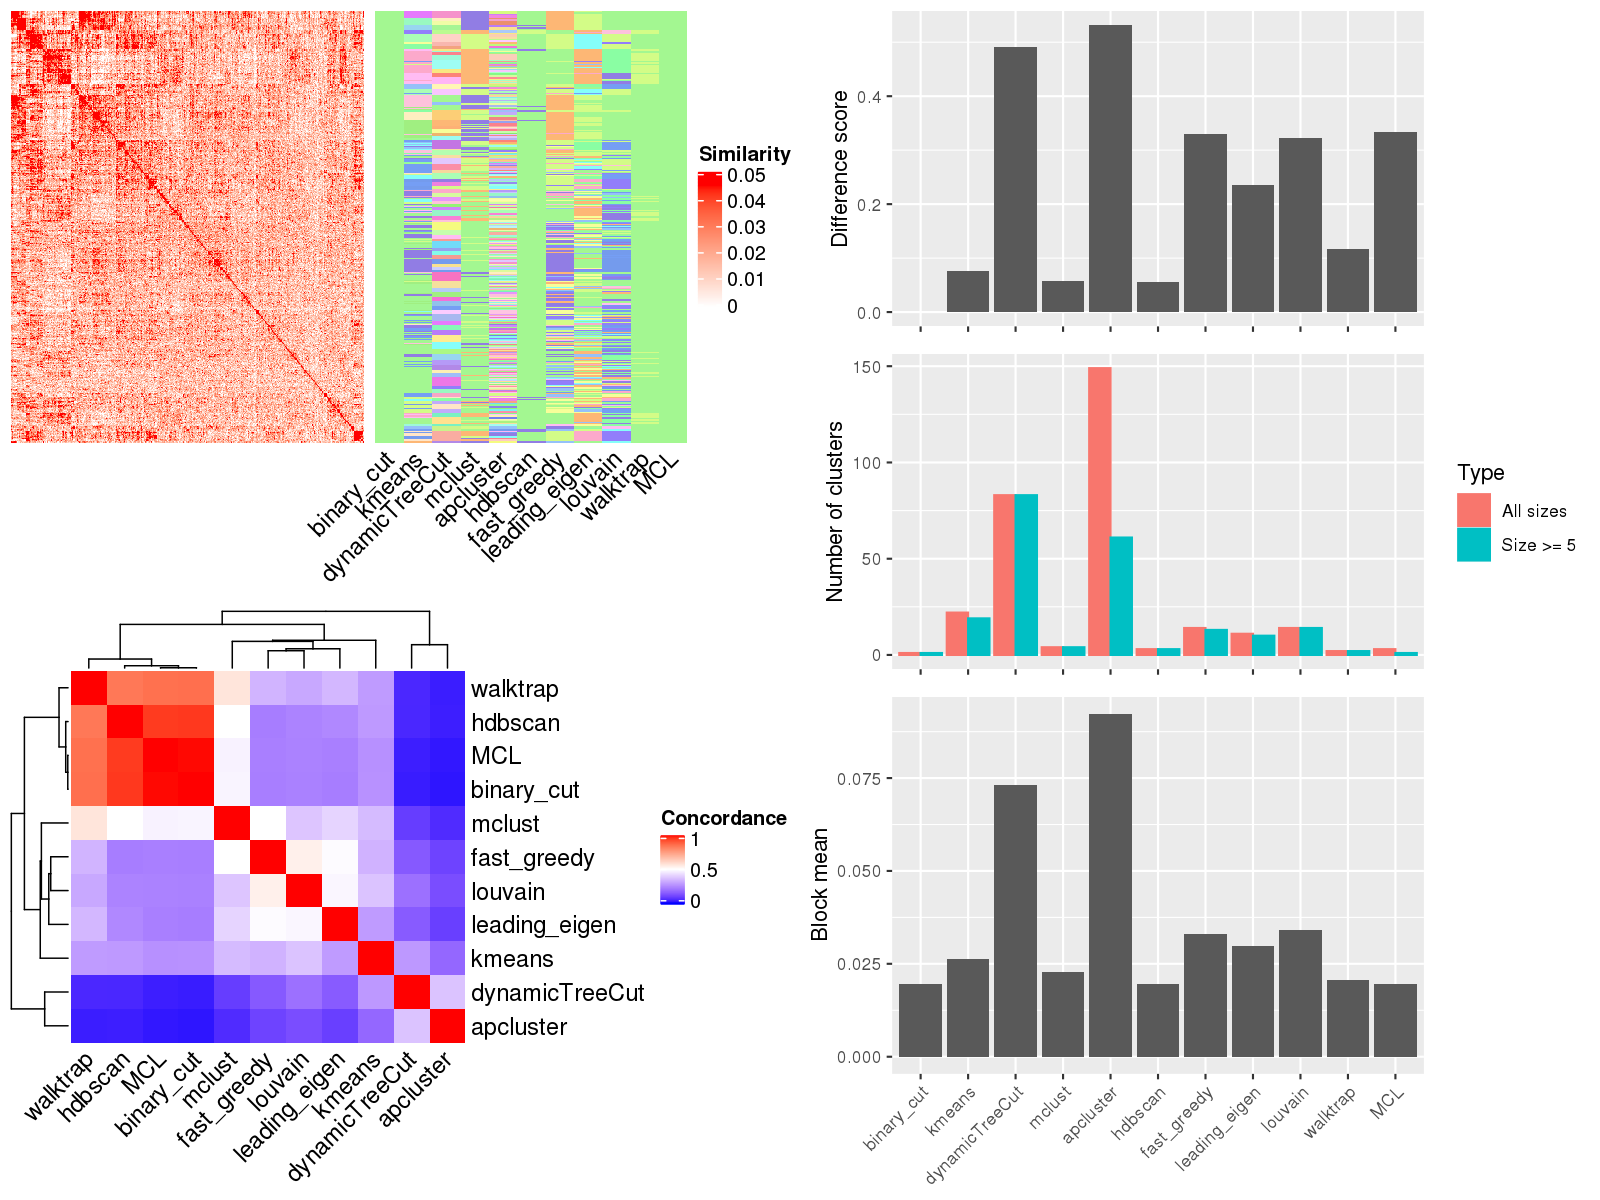 Similarity
0.05
0.04
0.03
0.02
0.01
0
binary_cut
kmeans
dynamicTreeCut
mclust
apcluster
hdbscan
fast_greedy
leading_eigen
louvain
walktrap
MCL
walktrap
hdbscan
MCL
binary_cut
mclust
fast_greedy
louvain
leading_eigen
kmeans
dynamicTreeCut
apcluster
Concordance
1
0.5
0
walktrap
hdbscan
MCL
binary_cut
mclust
fast_greedy
louvain
leading_eigen
kmeans
dynamicTreeCut
apcluster
Difference score
0.4
0.2
0.0
Number of clusters
150
100
50
0
Type
All sizes
Size >= 5
Block mean
0.075
0.050
0.025
0.000
binary_cut
kmeans
dynamicTreeCut
mclust
apcluster
hdbscan
fast_greedy
leading_eigen
louvain
walktrap
MCL